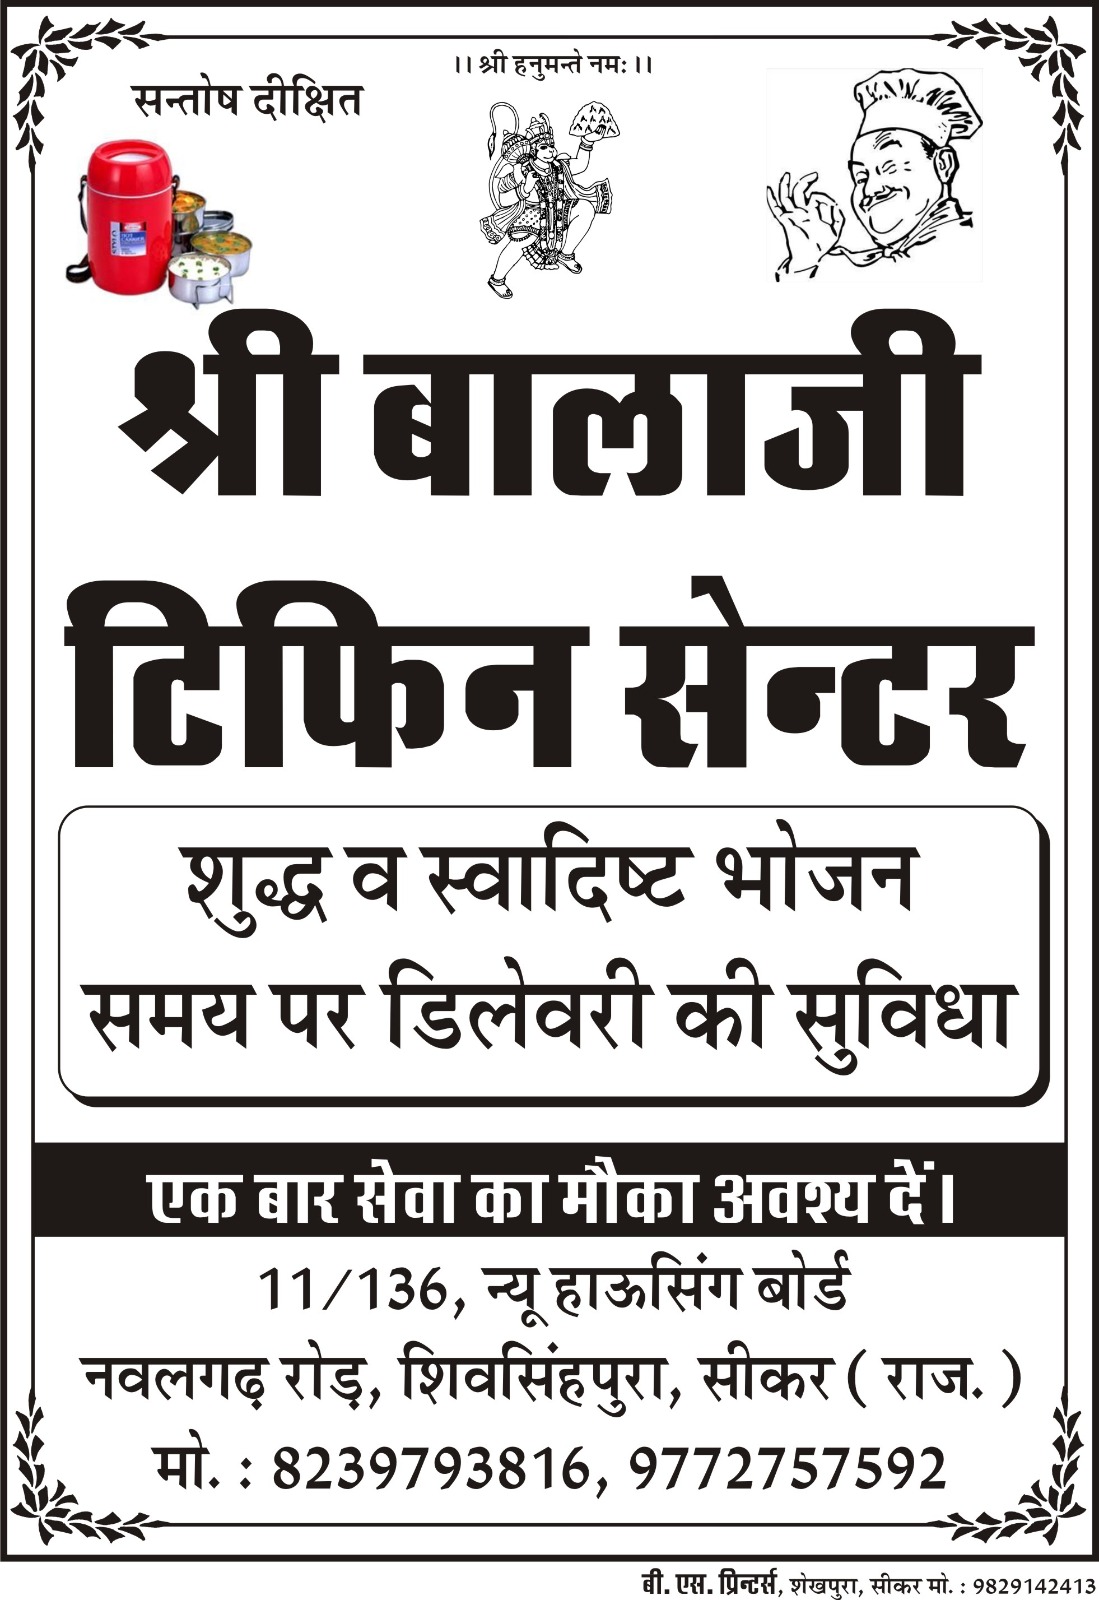 ।। श्री हनुमन्ते नमः ।।
सन्तोष दीक्षित
श्री बालाजी
टिफिन सेन्टर
शुद्ध व स्वादिष्ट भोजन
समय पर डिलेवरी की सुविधा
एक बार सेवा का मौका अवश्य दें।
11/136, न्यू हाऊसिंग बोर्ड
नवलगढ़ रोड़, शिवसिंहपुरा, सीकर ( राज. )
मो. : 8239793816, 9772757592
बी. एस. प्रिन्टर्स, शेखपुरा, सीकर मो. : 9829142413